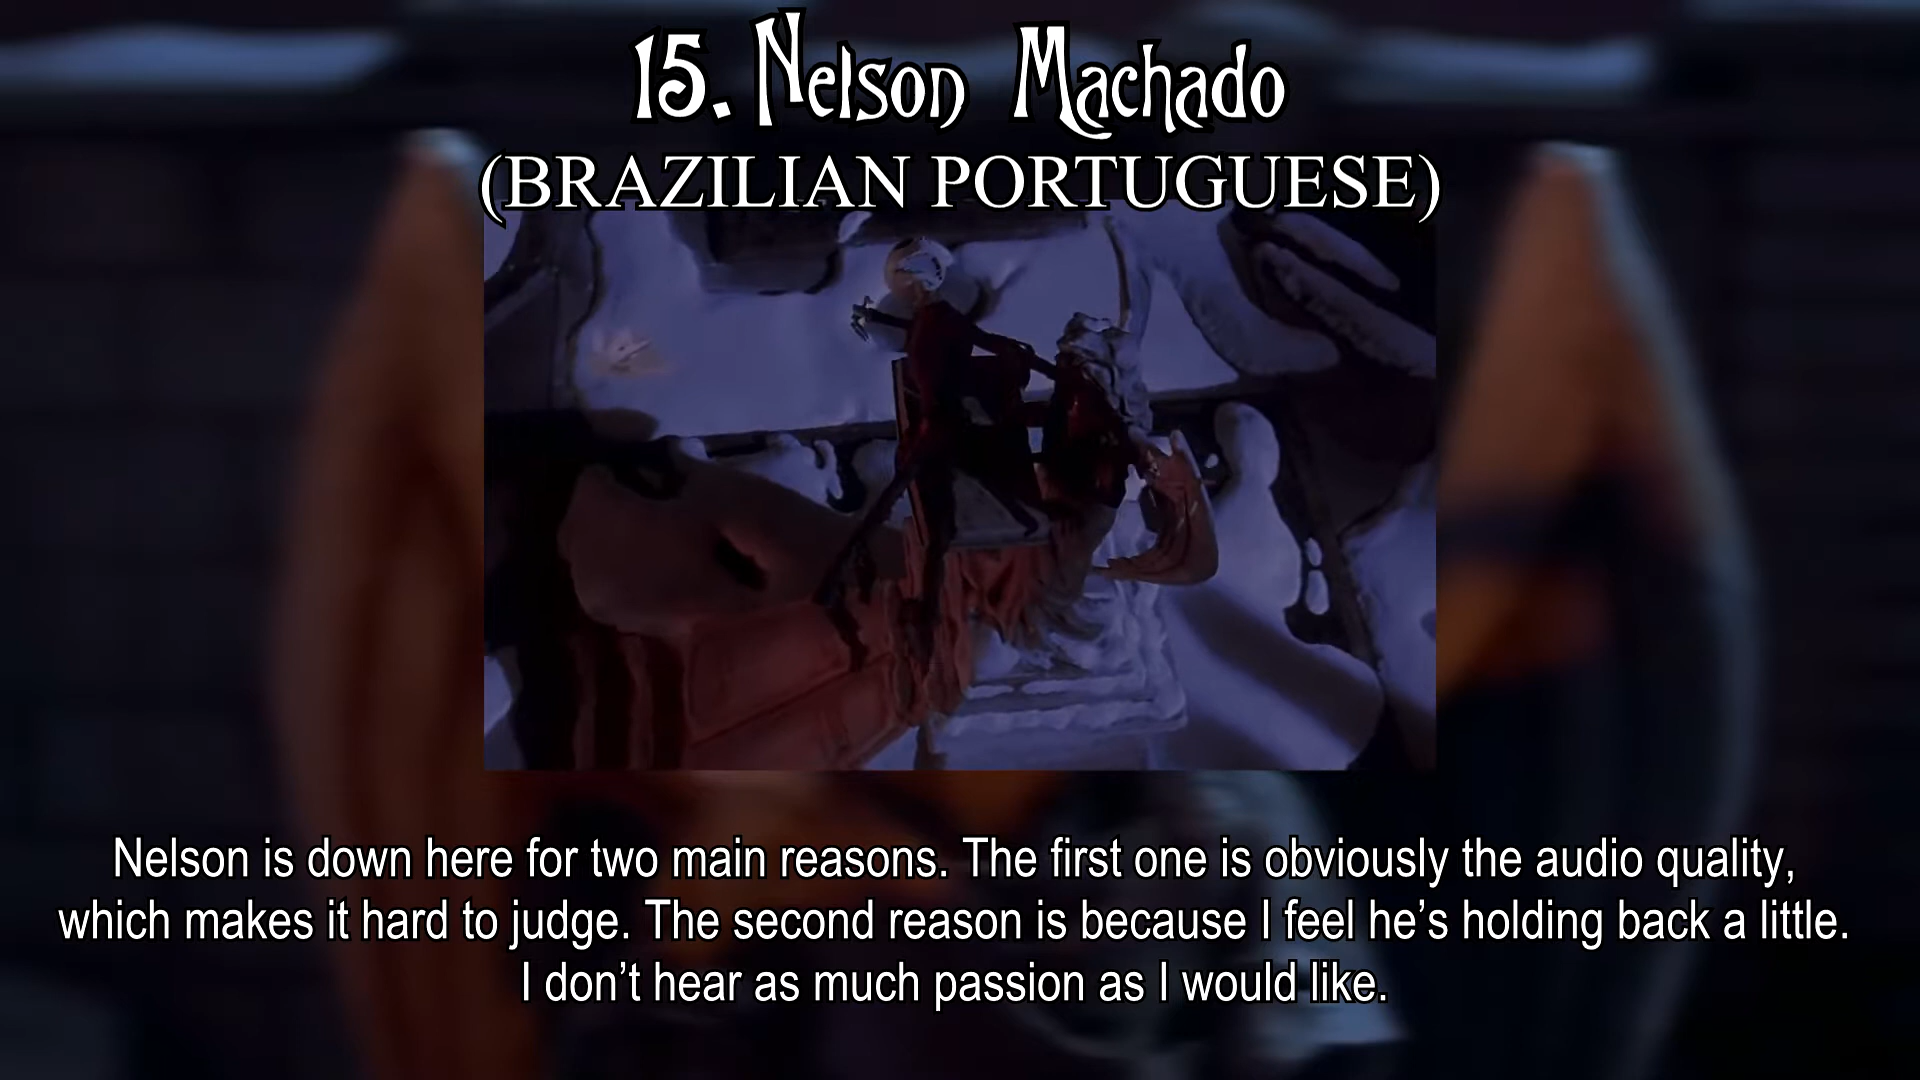 15. Nelson Machado
(BRAZILIAN PORTUGUESE)
Nelson is down here for two main reasons. The first one is obviously the audio quality,
which makes it hard to judge. The second reason is because I feel he’s holding back a little.
I don’t hear as much passion as I would like.